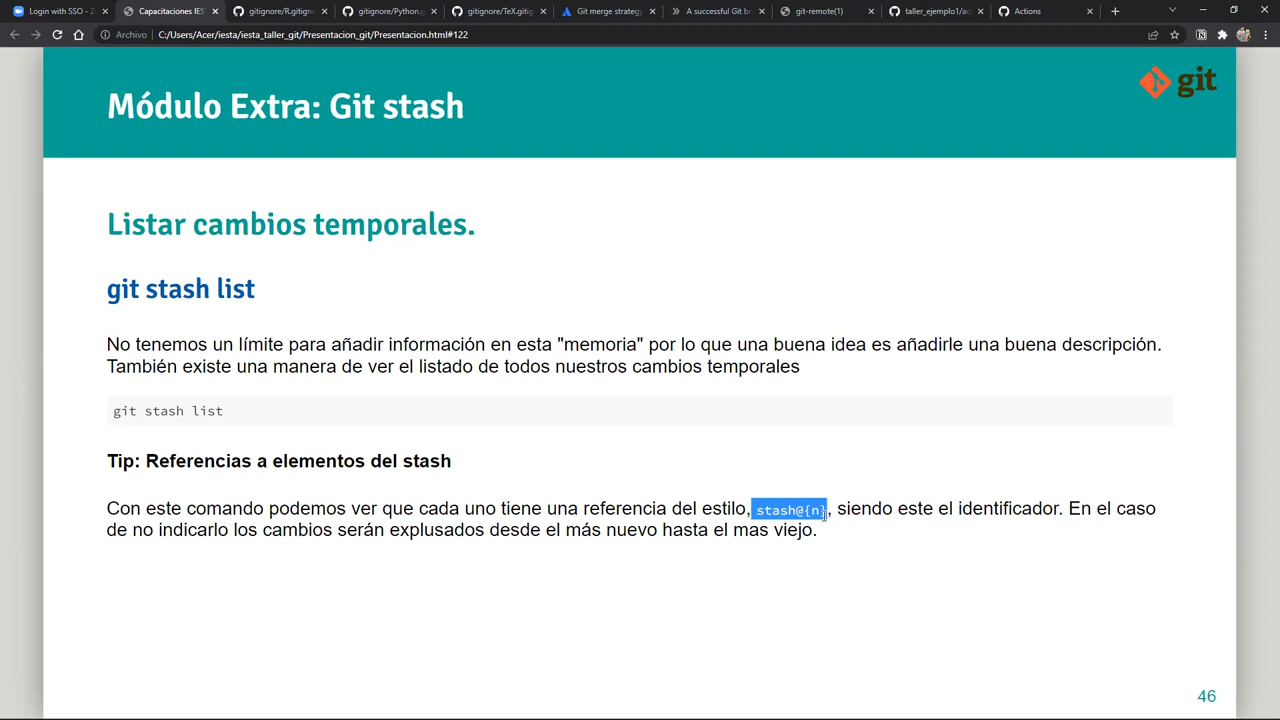 Login with SSO - Z
Capacitaciones IES
gitignore/R.gitign
gitignore/Python.g
gitignore/TeX.gitig
Git merge strategy
A successful Git b
git-remote(1)
taller_ejemplo1/ac
Actions
Archivo C:/Users/Acer/iesta/iesta_taller_git/Presentacion_git/Presentacion.html#122
Módulo Extra: Git stash
git
Listar cambios temporales.
git stash list
No tenemos un límite para añadir información en esta "memoria" por lo que una buena idea es añadirle una buena descripción.
También existe una manera de ver el listado de todos nuestros cambios temporales
git stash list
Tip: Referencias a elementos del stash
Con este comando podemos ver que cada uno tiene una referencia del estilo, stash@{n}, siendo este el identificador. En el caso
de no indicarlo los cambios serán explusados desde el más nuevo hasta el mas viejo.
46